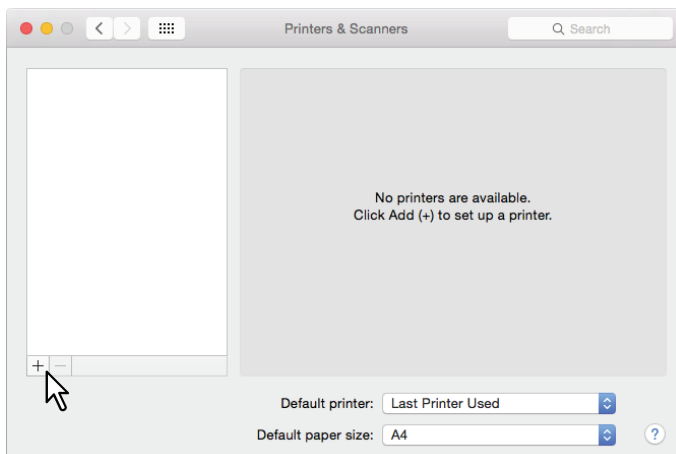 Printers & Scanners
Search
No printers are available.
Click Add (+) to set up a printer.
+ −
Default printer: Last Printer Used
Default paper size: A4
?